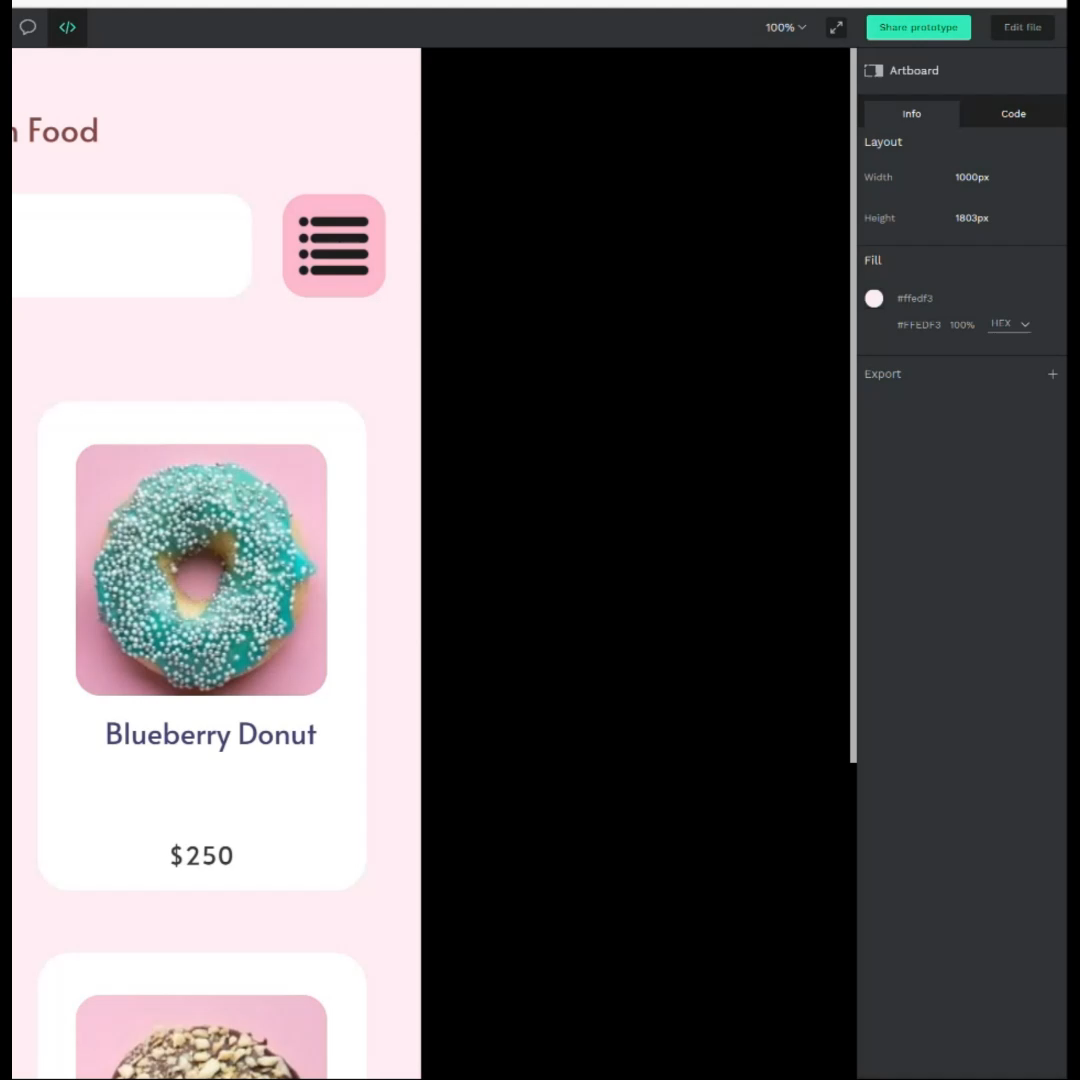 </>
100%
Share prototype
Edit file
Artboard
Info
Code
Layout
Width 1000px
Height 1803px
Fill
#ffedf3
#FFEDF3 100% HEX
Export
Food
Blueberry Donut
$250